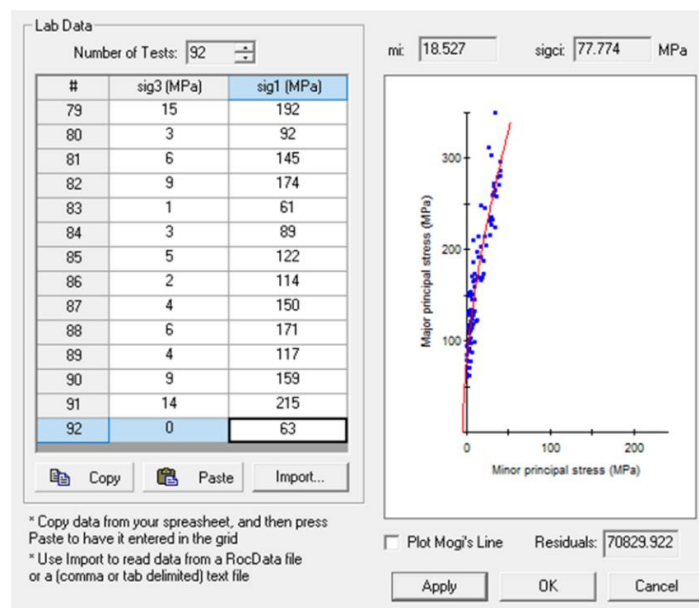 Lab Data
Number of Tests: 92
# sig3 (MPa) sig1 (MPa)
79 15 192
80 3 92
81 6 145
82 9 174
83 1 61
84 3 89
85 5 122
86 2 114
87 4 150
88 6 171
89 4 117
90 9 159
91 14 215
92 0 63
Copy Paste Import...
* Copy data from your spreasheet, and then press
Paste to have it entered in the grid
* Use Import to read data from a RocData file
or a (comma or tab delimited) text file
mi: 18.527 sigci: 77.774 MPa
Major principal stress (MPa)
300
200
100
0 100 200
Minor principal stress (MPa)
Plot Mogi's Line Residuals: 70829.922
Apply OK Cancel